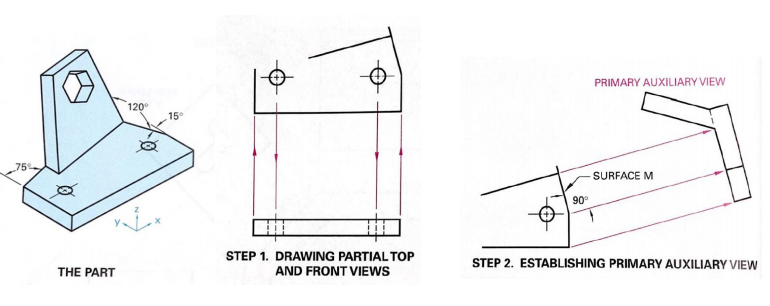 120°
15°
75°
z
y
x
THE PART
STEP 1. DRAWING PARTIAL TOP
AND FRONT VIEWS
PRIMARY AUXILIARY VIEW
SURFACE M
90°
STEP 2. ESTABLISHING PRIMARY AUXILIARY VIEW